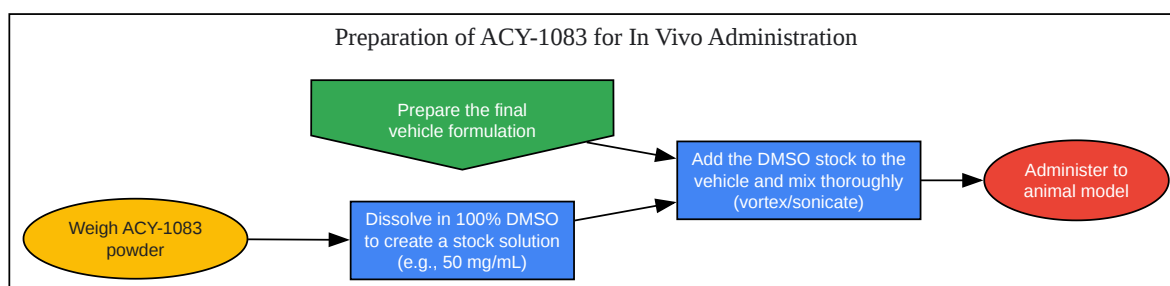 Preparation of ACY-1083 for In Vivo Administration
Prepare the final
vehicle formulation
Weigh ACY-1083
powder
Dissolve in 100% DMSO
to create a stock solution
(e.g., 50 mg/mL)
Add the DMSO stock to the
vehicle and mix thoroughly
(vortex/sonicate)
Administer to
animal model